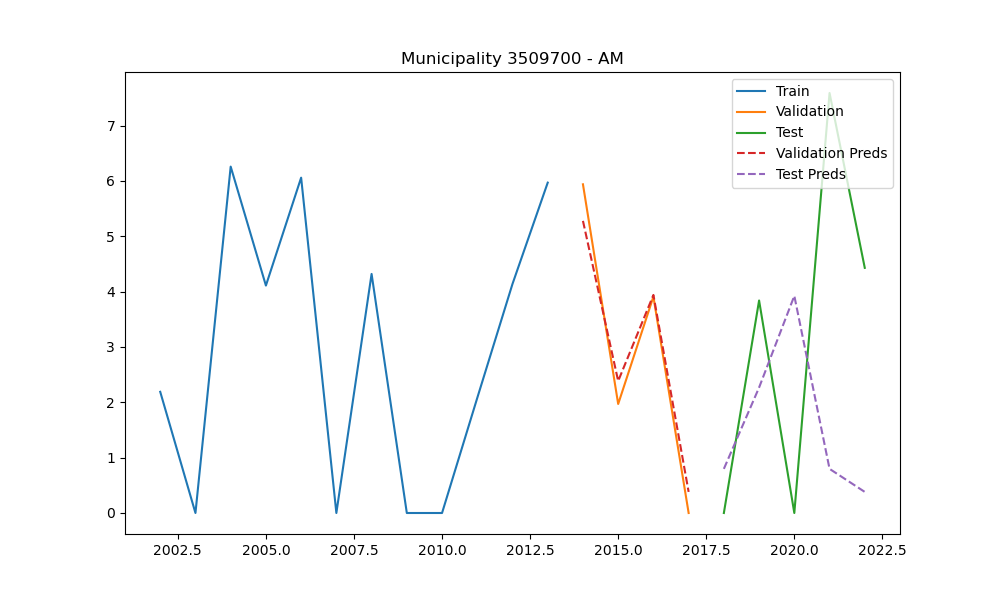 Municipality 3509700 - AM
Train
Validation
Test
Validation Preds
Test Preds
7
6
5
4
3
2
1
0
2002.5 2005.0 2007.5 2010.0 2012.5 2015.0 2017.5 2020.0 2022.5